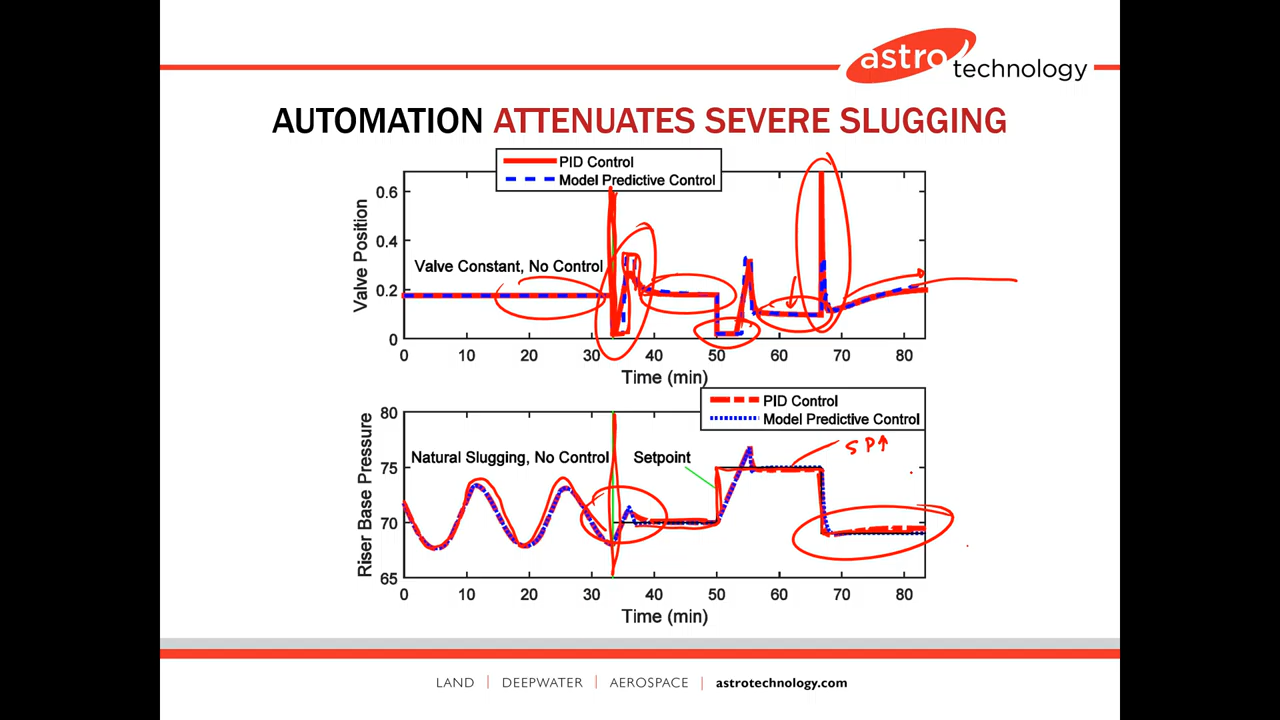 astro technology
AUTOMATION ATTENUATES SEVERE SLUGGING
PID Control
Model Predictive Control
Valve Position
0.6
0.4
0.2
0
Valve Constant, No Control
0 10 20 30 40 50 60 70 80
Time (min)
PID Control
Model Predictive Control
Riser Base Pressure
80
75
70
65
Natural Slugging, No Control
Setpoint
SP↑
0 10 20 30 40 50 60 70 80
Time (min)
LAND | DEEPWATER | AEROSPACE | astrotechnology.com